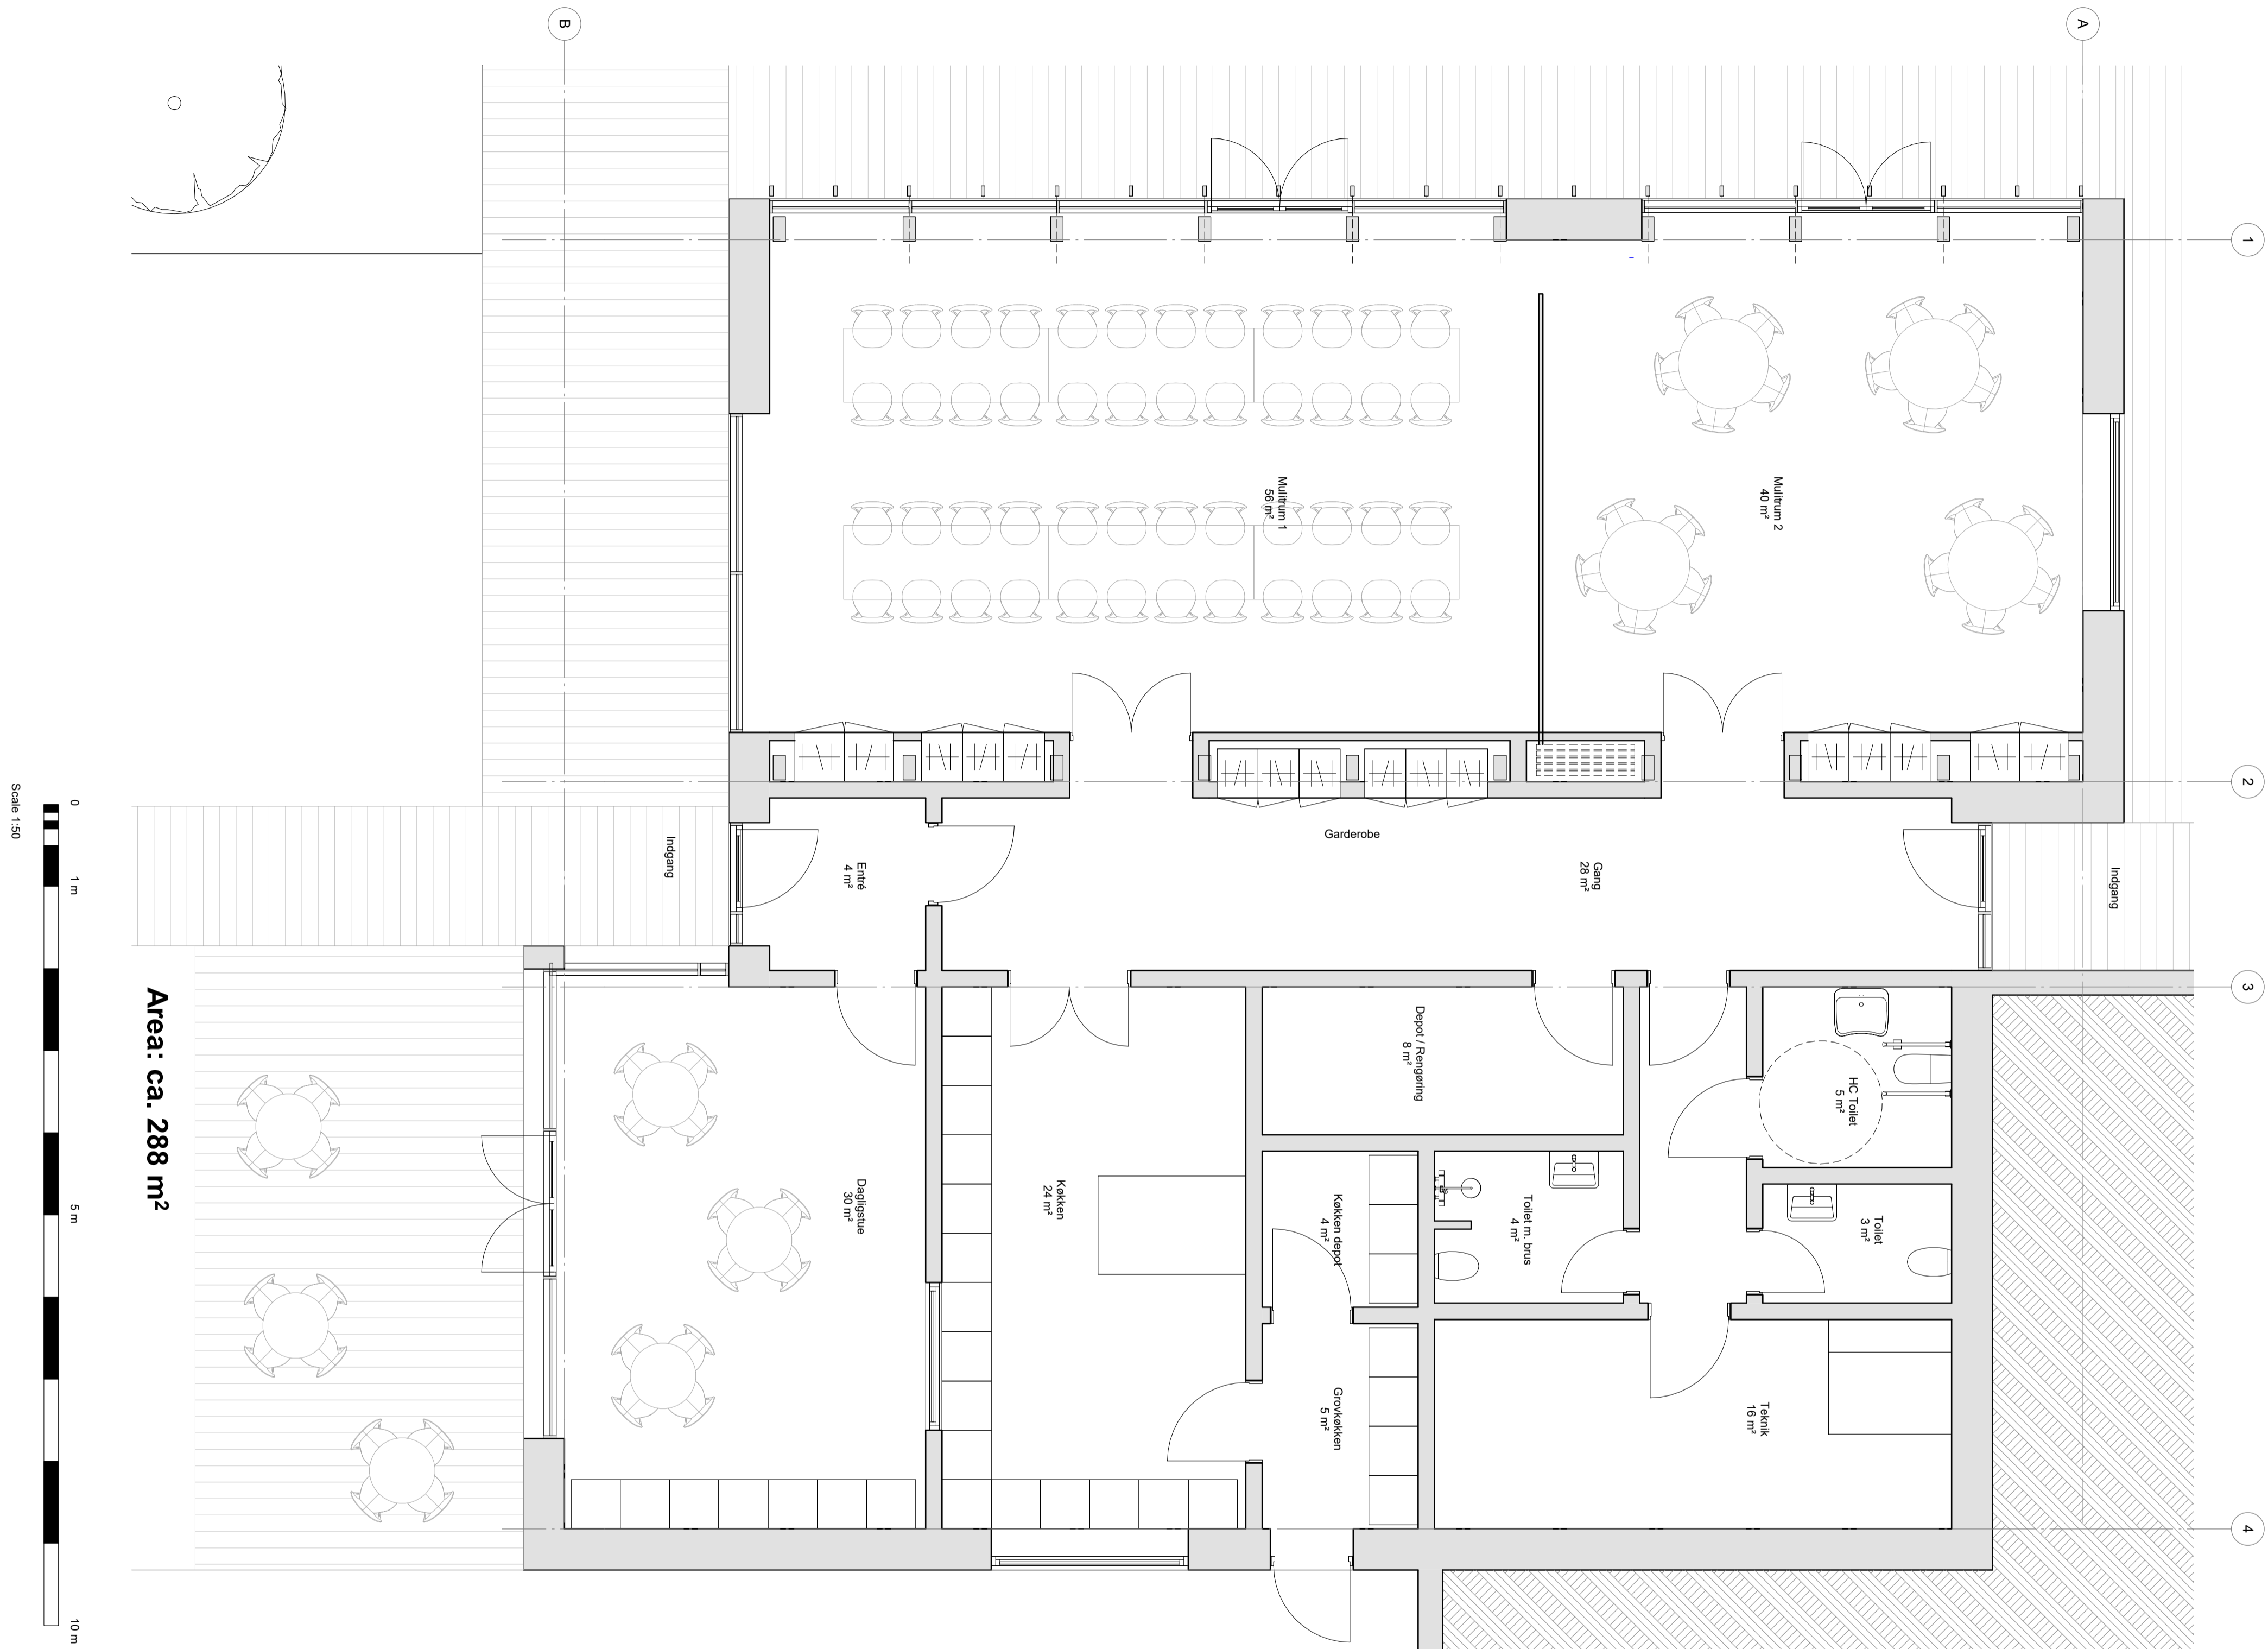 B
A
1
2
3
4
Mulitrum 1
56 m²
Mulitrum 2
40 m²
Garderobe
Gang
28 m²
Entré
4 m²
Indgang
Indgang
Depot / Rengøring
8 m²
HC Toilet
5 m²
Toilet
3 m²
Toilet m. brus
4 m²
Køkken depot
4 m²
Køkken
24 m²
Dagligstue
30 m²
Grovkøkken
5 m²
Teknik
16 m²
Area: ca. 288 m²
Scale 1:50
0
1 m
5 m
10 m